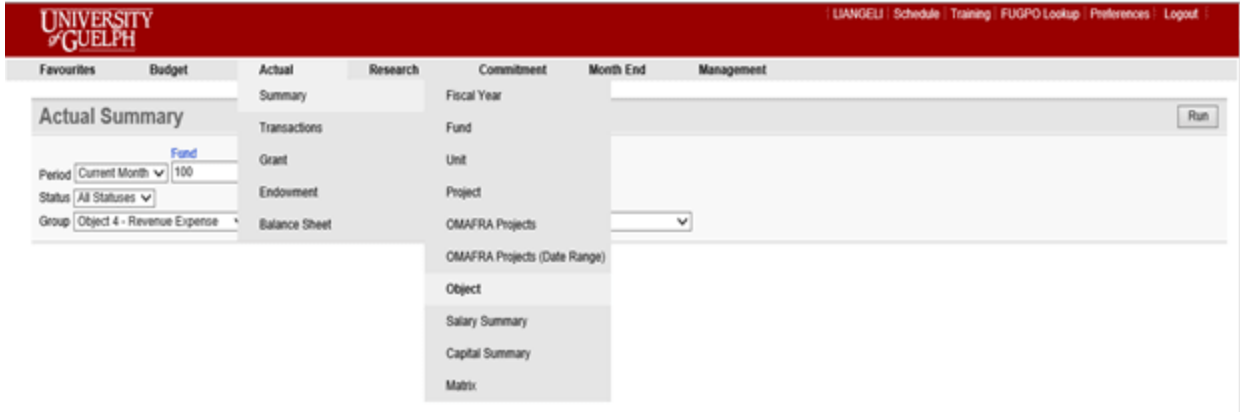 UNIVERSITY
of GUELPH
LIANGELI | Schedule | Training | FUGPO Lookup | Preferences | Logout
Favourites Budget Actual Research Commitment Month End Management
Summary Fiscal Year
Actual Summary Run
Transactions Fund
Fund
Grant Unit
Period Current Month 100
Status All Statuses Endowment Project
Group Object 4 - Revenue Expense Balance Sheet OMAFRA Projects
OMAFRA Projects (Date Range)
Object
Salary Summary
Capital Summary
Matrix